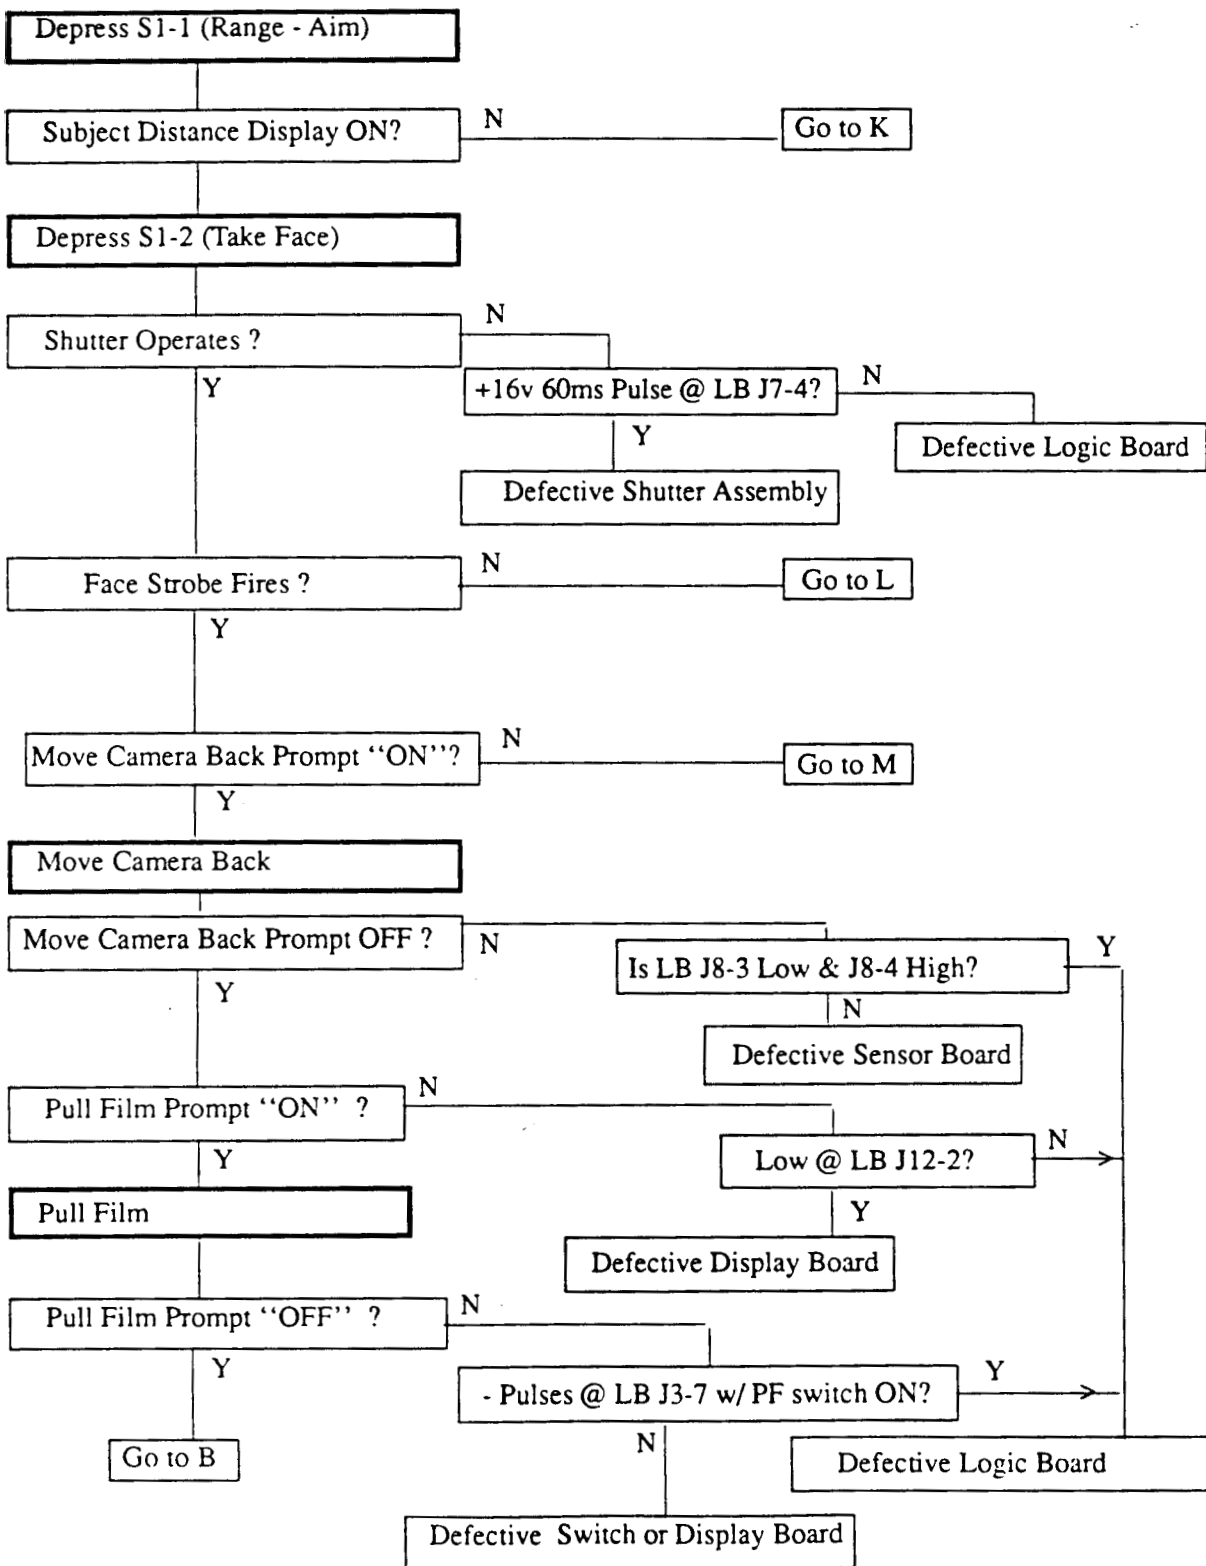 Depress S1-1 (Range - Aim)
Subject Distance Display ON?
N
Go to K
Depress S1-2 (Take Face)
Shutter Operates ?
N
Y
+16v 60ms Pulse @ LB J7-4?
N
Y
Defective Logic Board
Defective Shutter Assembly
Face Strobe Fires ?
N
Go to L
Y
Move Camera Back Prompt “ON”?
N
Go to M
Y
Move Camera Back
Move Camera Back Prompt OFF ?
N
Is LB J8-3 Low & J8-4 High?
Y
Y
N
Defective Sensor Board
Pull Film Prompt “ON” ?
N
Y
Low @ LB J12-2?
N
Pull Film
Y
Defective Display Board
Pull Film Prompt “OFF” ?
N
Y
- Pulses @ LB J3-7 w/ PF switch ON?
Y
Go to B
N
Defective Logic Board
Defective Switch or Display Board